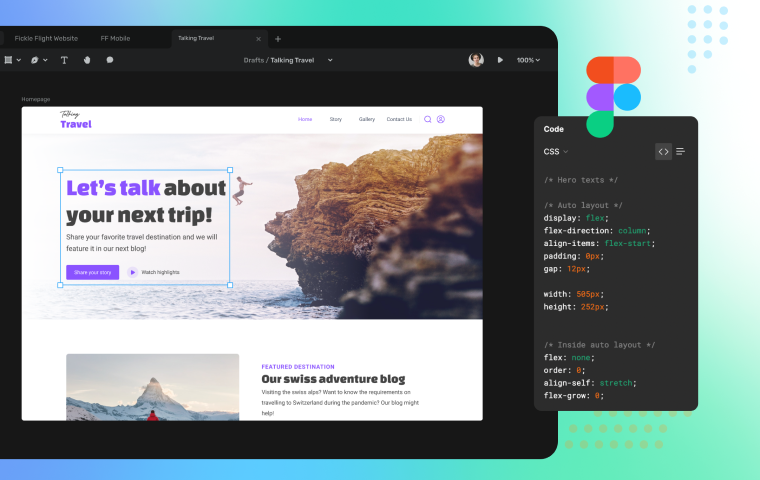 Fickle Flight Website
FF Mobile
Talking Travel
Drafts / Talking Travel
100%
Homepage
Talking
Travel
Home
Story
Gallery
Contact Us
Let's talk about
your next trip!
Share your favorite travel destination and we will
feature it in our next blog!
Share your story
Watch highlights
FEATURED DESTINATION
Our swiss adventure blog
Visiting the swiss alps? Want to know the requirements on
travelling to Switzerland during the pandemic? Our blog might
help!
Code
CSS
/* Hero texts */
/* Auto layout */
display: flex;
flex-direction: column;
align-items: flex-start;
padding: 0px;
gap: 12px;
width: 505px;
height: 252px;
/* Inside auto layout */
flex: none;
order: 0;
align-self: stretch;
flex-grow: 0;